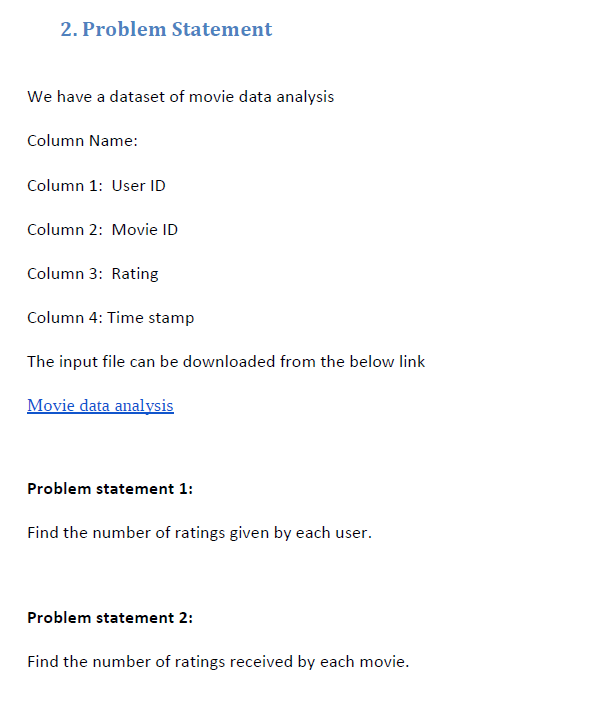 2. Problem Statement
We have a dataset of movie data analysis
Column Name:
Column 1:  User ID
Column 2:  Movie ID
Column 3:  Rating
Column 4: Time stamp
The input file can be downloaded from the below link
Movie data analysis
Problem statement 1:
Find the number of ratings given by each user.
Problem statement 2:
Find the number of ratings received by each movie.